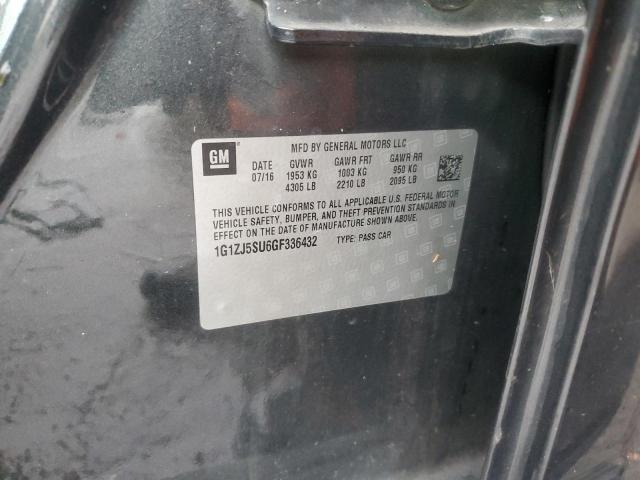 GM
MFD BY GENERAL MOTORS LLC
DATE GVWR GAWR FRT GAWR RR
07/16 1953 KG 1003 KG 950 KG
4305 LB 2210 LB 2095 LB
THIS VEHICLE CONFORMS TO ALL APPLICABLE U.S. FEDERAL MOTOR
VEHICLE SAFETY, BUMPER, AND THEFT PREVENTION STANDARDS IN
EFFECT ON THE DATE OF MANUFACTURE SHOWN ABOVE.
1G1ZJ5SU6GF336432 TYPE: PASS CAR